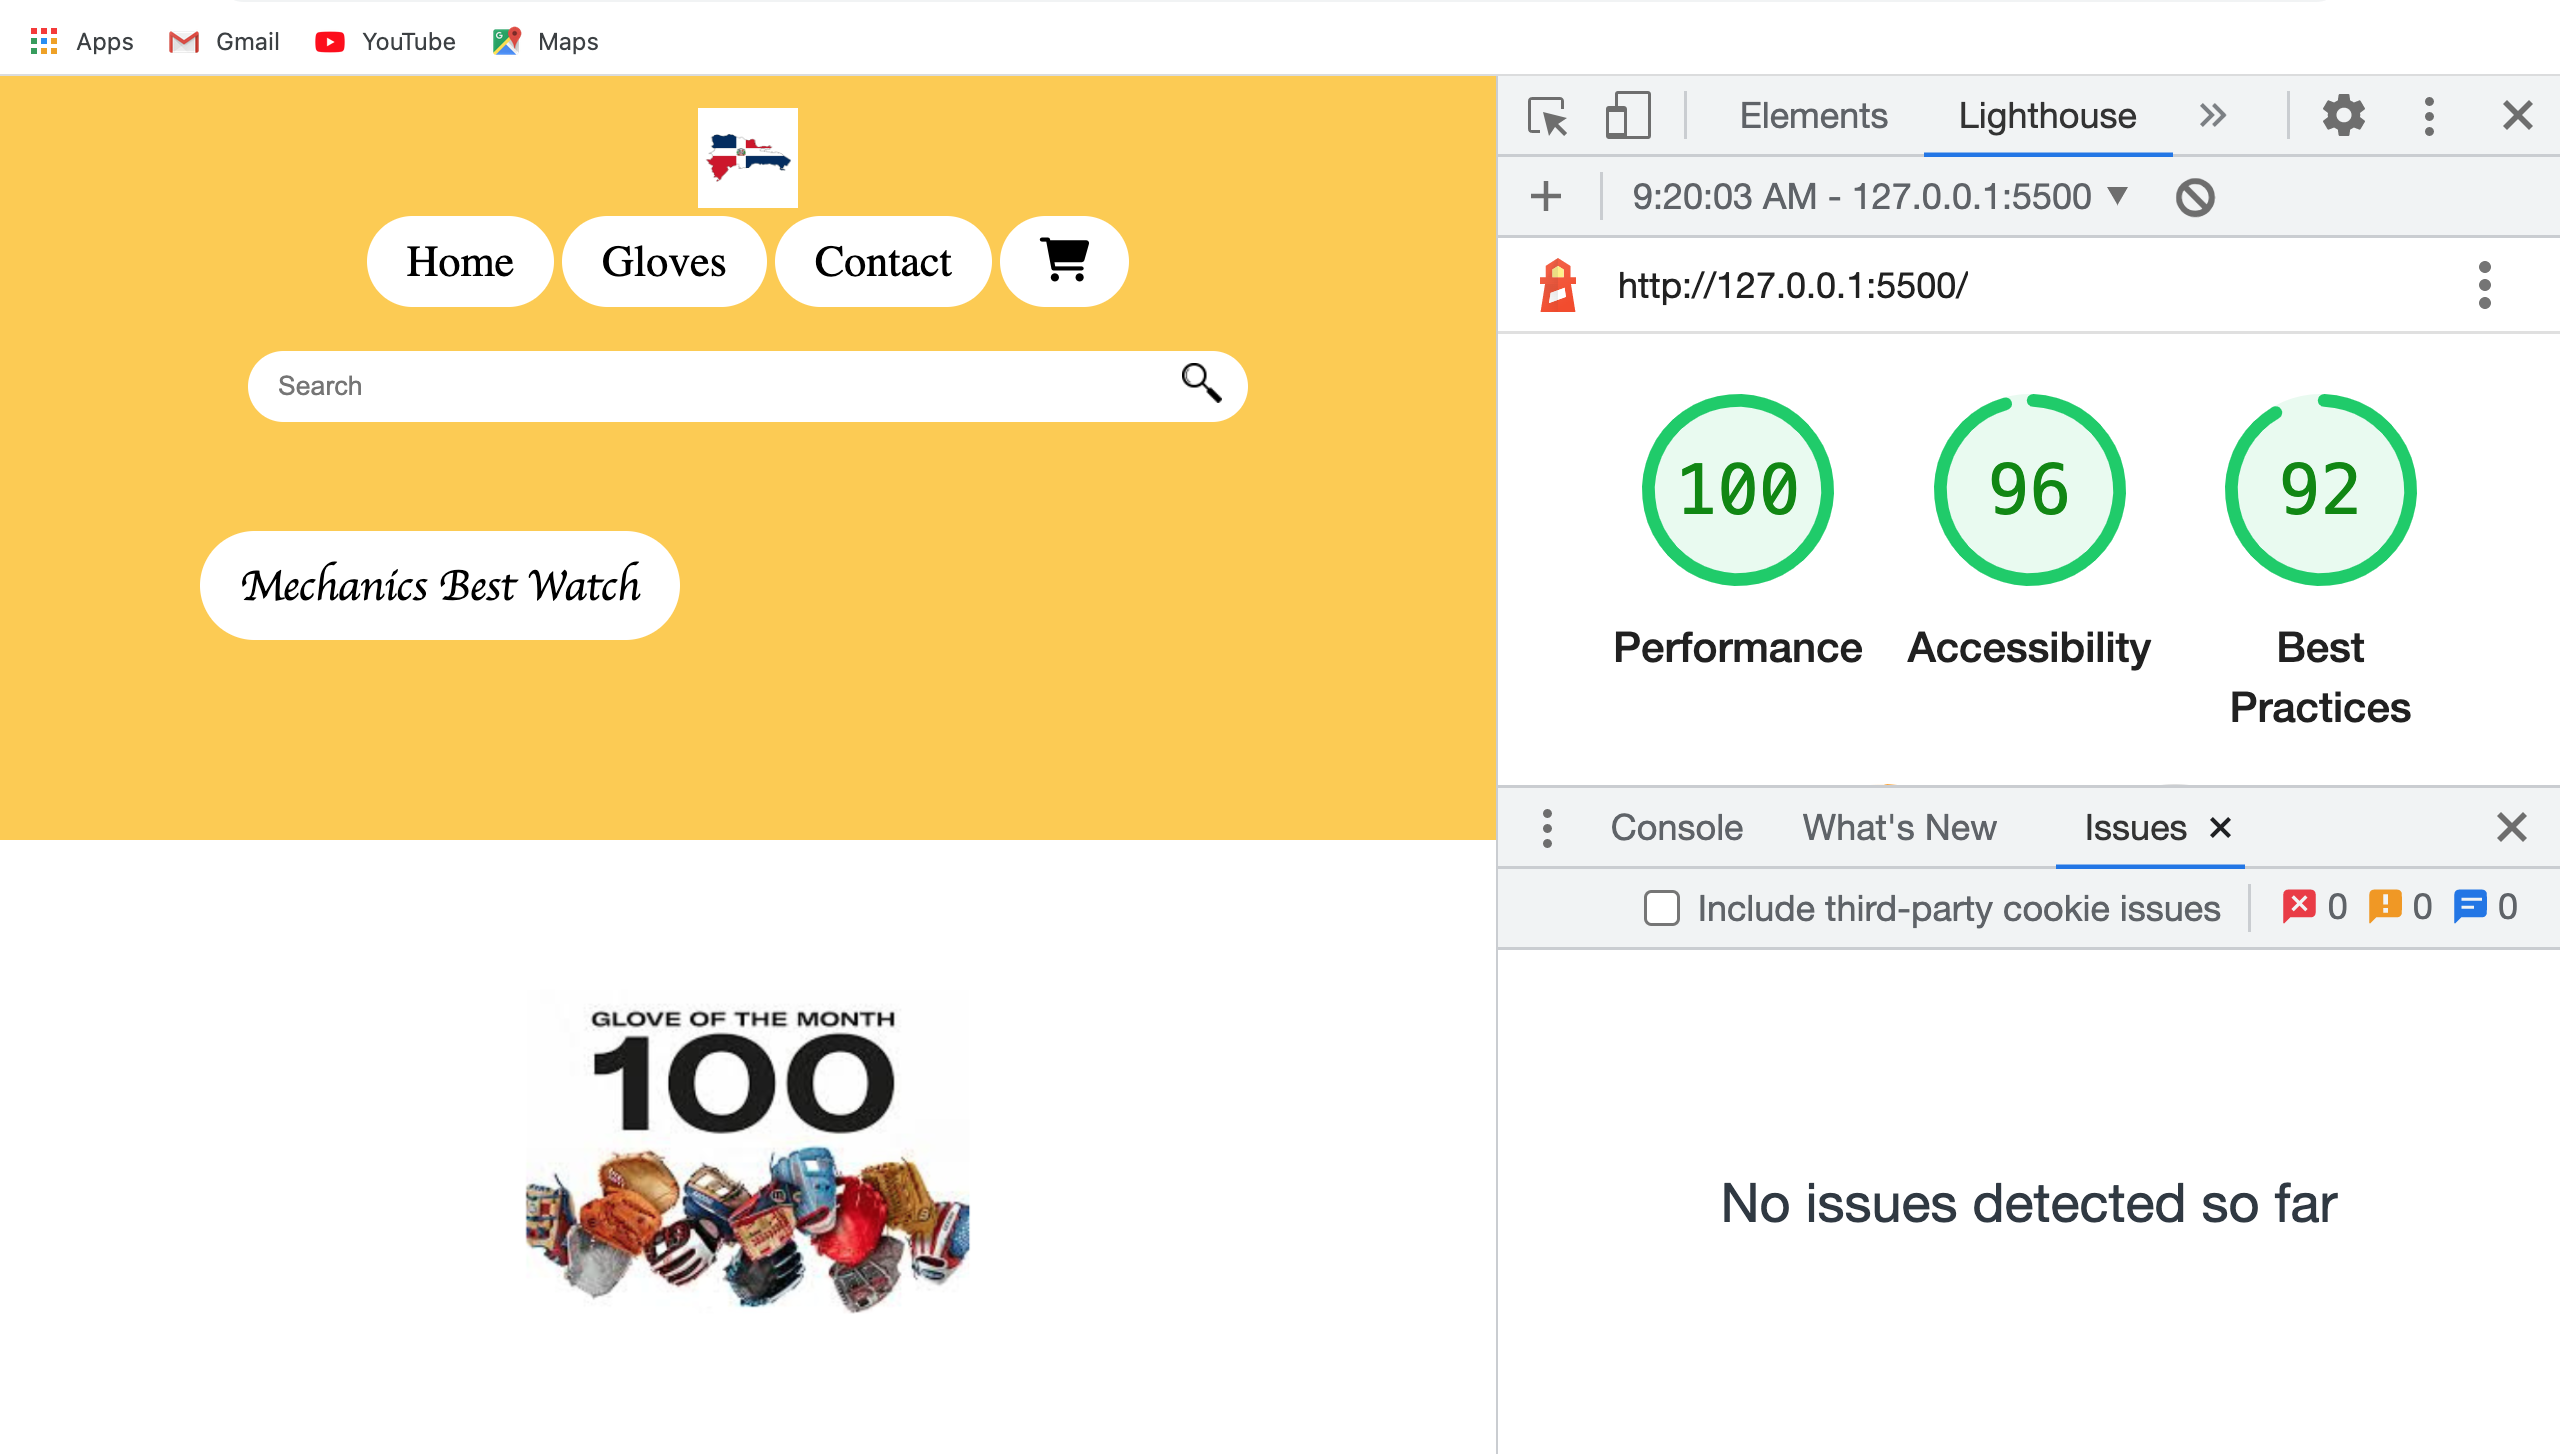 Apps Gmail YouTube Maps
Home Gloves Contact
Search
Mechanics Best Watch
GLOVE OF THE MONTH
100
Elements Lighthouse
9:20:03 AM - 127.0.0.1:5500
http://127.0.0.1:5500/
100 96 92
Performance Accessibility Best
Practices
Console What's New Issues
Include third-party cookie issues 0 0 0
No issues detected so far